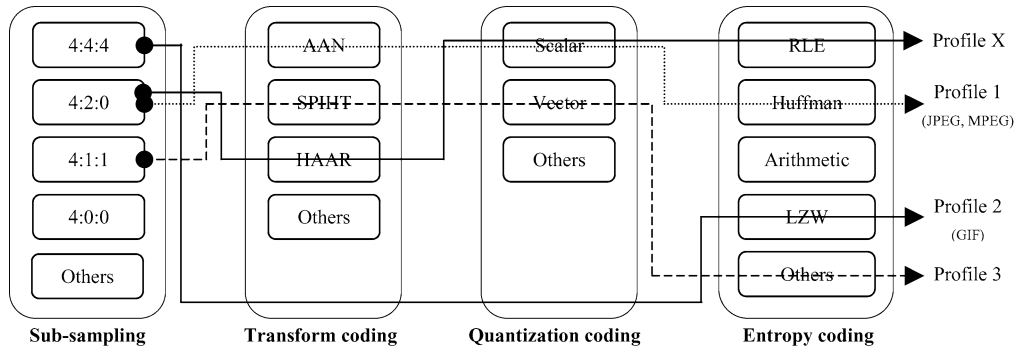 4:4:4
4:2:0
4:1:1
4:0:0
Others
Sub-sampling
AAN
SPIHT
HAAR
Others
Transform coding
Scalar
Vector
Others
Quantization coding
RLE
Huffman
Arithmetic
LZW
Others
Entropy coding
Profile X
Profile 1
(JPEG, MPEG)
Profile 2
(GIF)
Profile 3